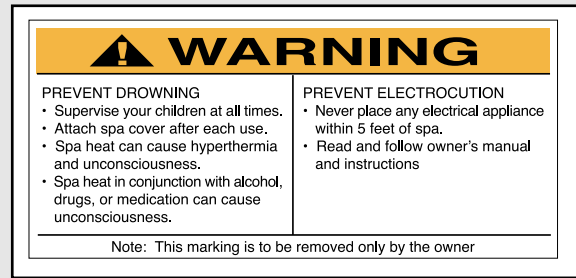 WARNING
PREVENT DROWNING
• Supervise your children at all times.
• Attach spa cover after each use.
• Spa heat can cause hyperthermia
and unconsciousness.
• Spa heat in conjunction with alcohol,
drugs, or medication can cause
unconsciousness.
PREVENT ELECTROCUTION
• Never place any electrical appliance
within 5 feet of spa.
• Read and follow owner's manual
and instructions
Note: This marking is to be removed only by the owner